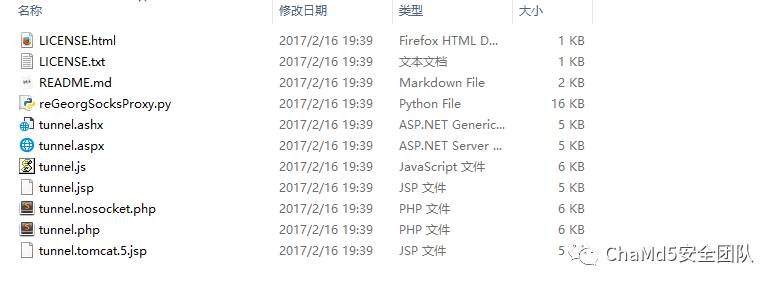 名称 修改日期 类型 大小
LICENSE.html 2017/2/16 19:39 Firefox HTML D... 1 KB
LICENSE.txt 2017/2/16 19:39 文本文档 1 KB
README.md 2017/2/16 19:39 Markdown File 2 KB
reGeorgSocksProxy.py 2017/2/16 19:39 Python File 16 KB
tunnel.ashx 2017/2/16 19:39 ASP.NET Generic... 5 KB
tunnel.aspx 2017/2/16 19:39 ASP.NET Server ... 5 KB
tunnel.js 2017/2/16 19:39 JavaScript 文件 6 KB
tunnel.jsp 2017/2/16 19:39 JSP 文件 5 KB
tunnel.nosocket.php 2017/2/16 19:39 PHP 文件 6 KB
tunnel.php 2017/2/16 19:39 PHP 文件 6 KB
tunnel.tomcat.5.jsp 2017/2/16 19:39 JSP 文件 5
ChaMd5安全团队